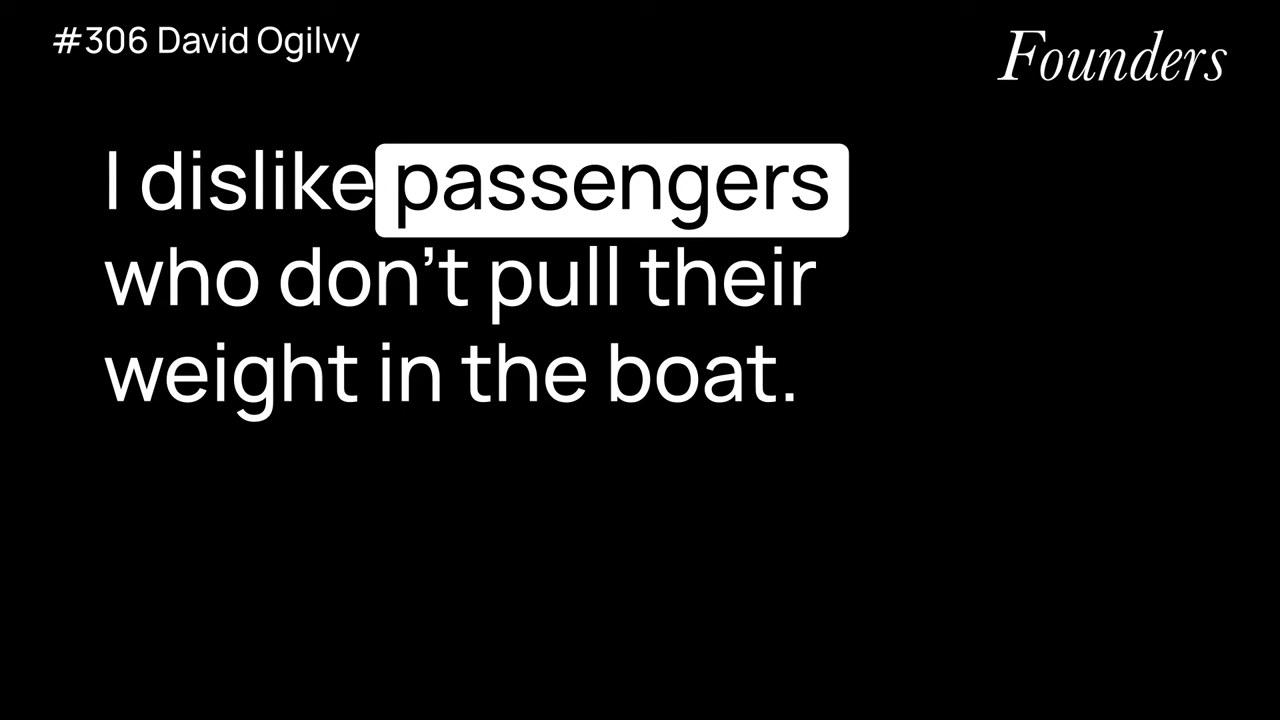 #306 David Ogilvy
Founders
I dislike passengers
who don’t pull their
weight in the boat.